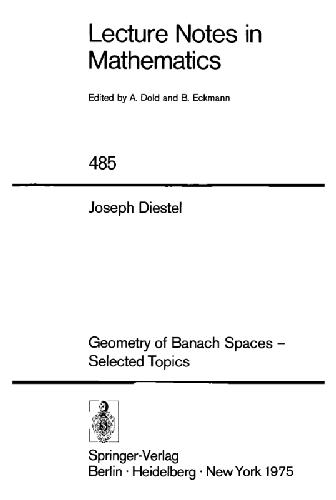 Lecture Notes in
Mathematics
Edited by A. Dold and B. Eckmann
485
Joseph Diestel
Geometry of Banach Spaces –
Selected Topics
Springer-Verlag
Berlin · Heidelberg · New York 1975